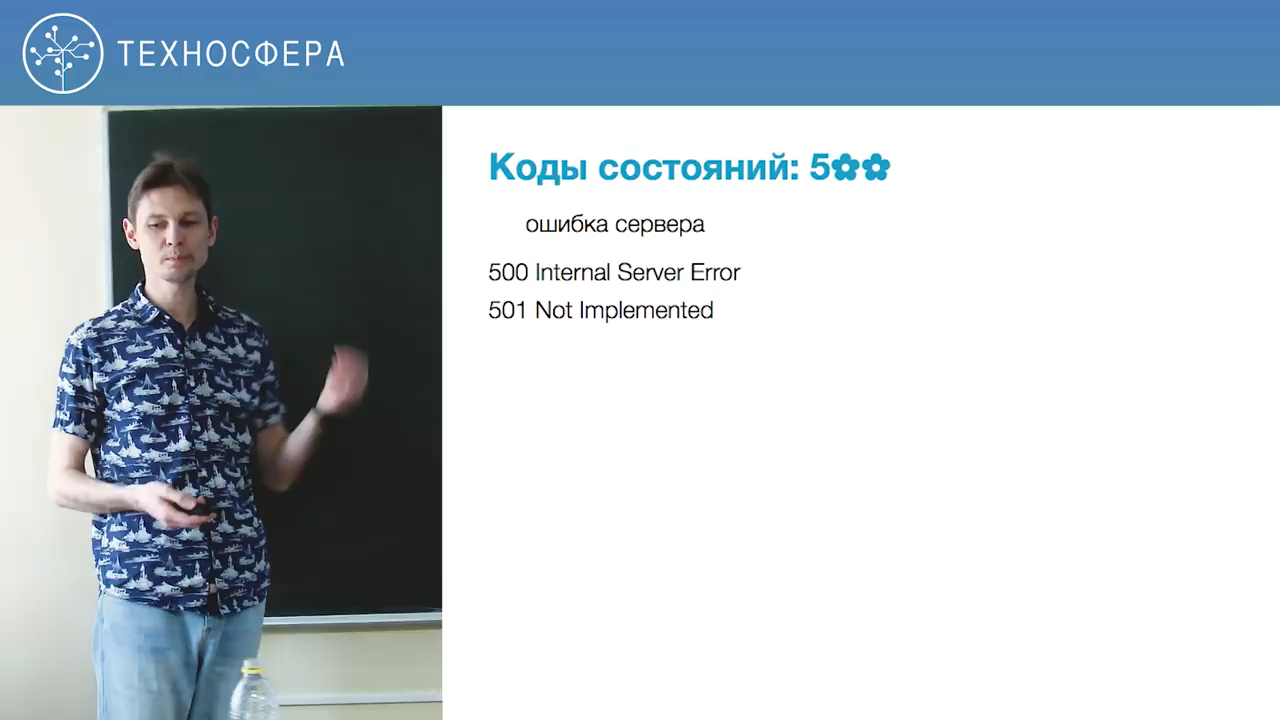 ТЕХНОСФЕРА
Коды состояний: 5✿✿
ошибка сервера
500 Internal Server Error
501 Not Implemented